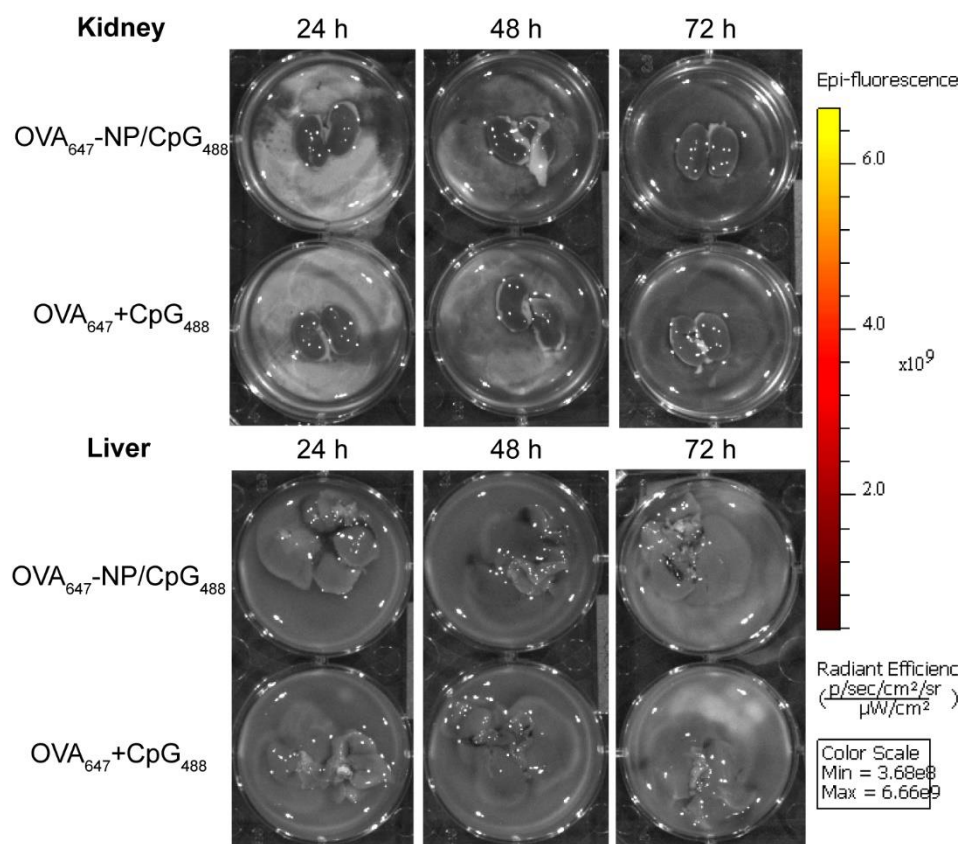 Kidney 24 h 48 h 72 h
OVA₆₄₇-NP/CpG₄₈₈
OVA₆₄₇+CpG₄₈₈
Liver 24 h 48 h 72 h
OVA₆₄₇-NP/CpG₄₈₈
OVA₆₄₇+CpG₄₈₈
Epi-fluorescence
6.0
4.0
x10⁹
2.0
Radiant Efficienc
(p/sec/cm²/sr / µW/cm²)
Color Scale
Min = 3.68e8
Max = 6.66e9